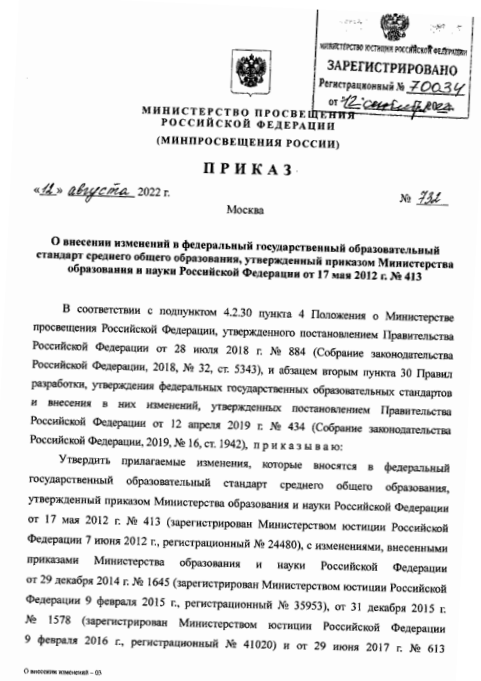 МИНИСТЕРСТВО ЮСТИЦИИ РОССИЙСКОЙ ФЕДЕРАЦИИ
ЗАРЕГИСТРИРОВАНО
Регистрационный № 70034
от "12" сентября 2022
МИНИСТЕРСТВО ПРОСВЕЩЕНИЯ
РОССИЙСКОЙ ФЕДЕРАЦИИ
(МИНПРОСВЕЩЕНИЯ РОССИИ)
ПРИКАЗ
«12» августа 2022 г.
№ 732
Москва
О внесении изменений в федеральный государственный образовательный
стандарт среднего общего образования, утвержденный приказом Министерства
образования и науки Российской Федерации от 17 мая 2012 г. № 413
В соответствии с подпунктом 4.2.30 пункта 4 Положения о Министерстве
просвещения Российской Федерации, утвержденного постановлением Правительства
Российской Федерации от 28 июля 2018 г. № 884 (Собрание законодательства
Российской Федерации, 2018, № 32, ст. 5343), и абзацем вторым пункта 30 Правил
разработки, утверждения федеральных государственных образовательных стандартов
и внесения в них изменений, утвержденных постановлением Правительства
Российской Федерации от 12 апреля 2019 г. № 434 (Собрание законодательства
Российской Федерации, 2019, № 16, ст. 1942), приказываю:
Утвердить прилагаемые изменения, которые вносятся в федеральный
государственный образовательный стандарт среднего общего образования,
утвержденный приказом Министерства образования и науки Российской Федерации
от 17 мая 2012 г. № 413 (зарегистрирован Министерством юстиции Российской
Федерации 7 июня 2012 г., регистрационный № 24480), с изменениями, внесенными
приказами Министерства образования и науки Российской Федерации
от 29 декабря 2014 г. № 1645 (зарегистрирован Министерством юстиции Российской
Федерации 9 февраля 2015 г., регистрационный № 35953), от 31 декабря 2015 г.
№ 1578 (зарегистрирован Министерством юстиции Российской Федерации
9 февраля 2016 г., регистрационный № 41020) и от 29 июня 2017 г. № 613
О внесении изменений – 03